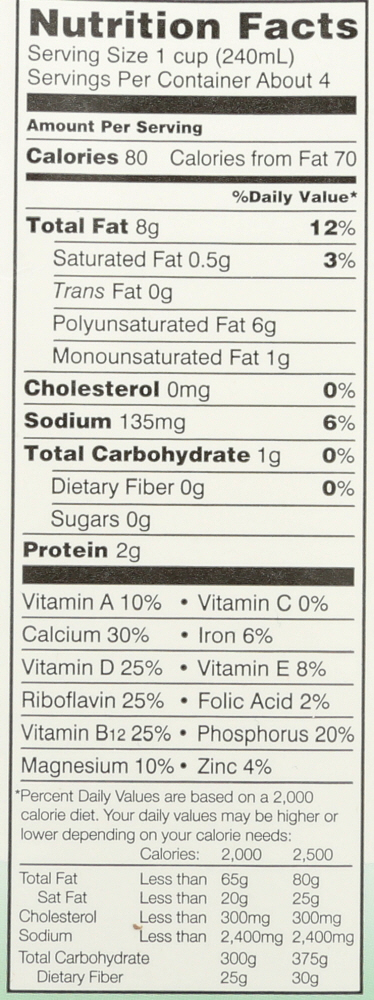 Nutrition Facts
Serving Size 1 cup (240mL)
Servings Per Container About 4
Amount Per Serving
Calories 80 Calories from Fat 70
%Daily Value*
Total Fat 8g 12%
Saturated Fat 0.5g 3%
Trans Fat 0g
Polyunsaturated Fat 6g
Monounsaturated Fat 1g
Cholesterol 0mg 0%
Sodium 135mg 6%
Total Carbohydrate 1g 0%
Dietary Fiber 0g 0%
Sugars 0g
Protein 2g
Vitamin A 10% • Vitamin C 0%
Calcium 30% • Iron 6%
Vitamin D 25% • Vitamin E 8%
Riboflavin 25% • Folic Acid 2%
Vitamin B12 25% • Phosphorus 20%
Magnesium 10% • Zinc 4%
*Percent Daily Values are based on a 2,000
calorie diet. Your daily values may be higher or
lower depending on your calorie needs:
Calories: 2,000 2,500
Total Fat Less than 65g 80g
Sat Fat Less than 20g 25g
Cholesterol Less than 300mg 300mg
Sodium Less than 2,400mg 2,400mg
Total Carbohydrate 300g 375g
Dietary Fiber 25g 30g